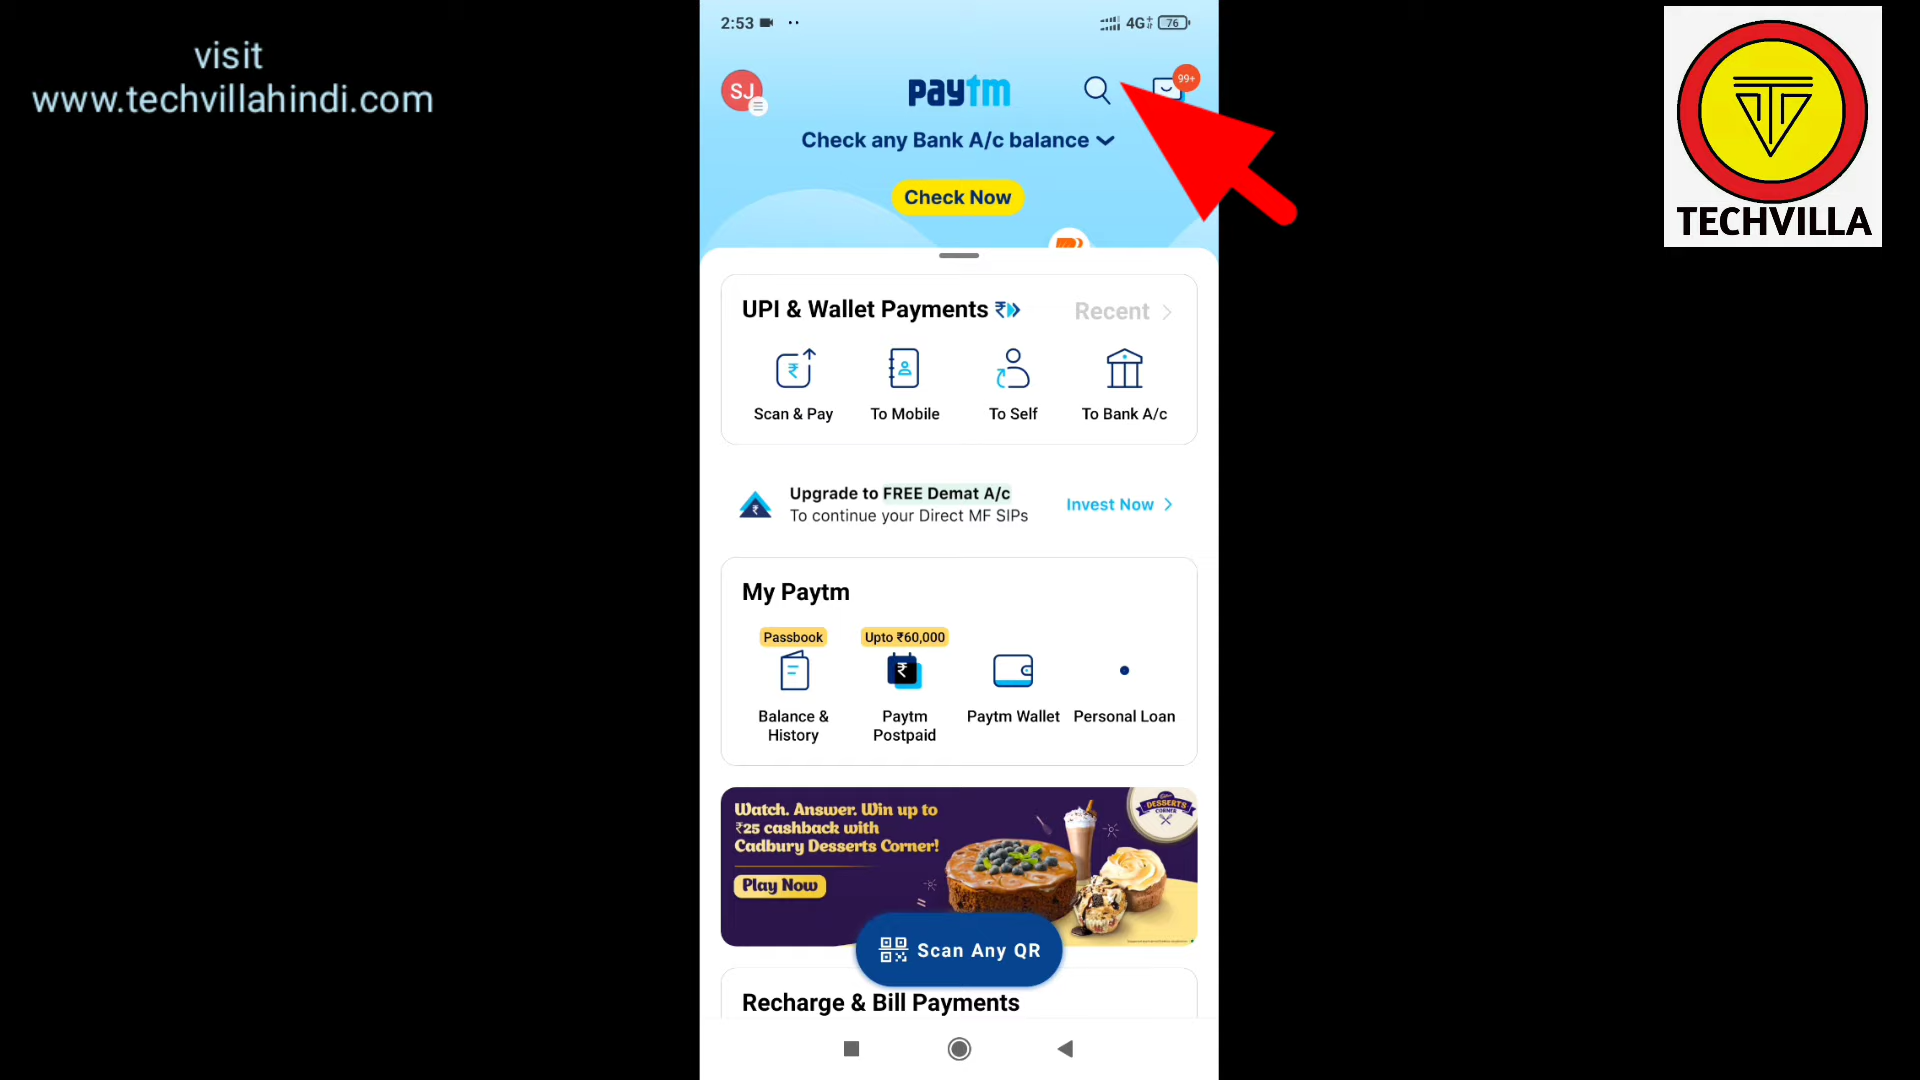 visit
www.techvillahindi.com
2:53
4G
76
SJ
paytm
99+
Check any Bank A/c balance
Check Now
TECHVILLA
UPI & Wallet Payments
Recent
Scan & Pay
To Mobile
To Self
To Bank A/c
Upgrade to FREE Demat A/c
To continue your Direct MF SIPs
Invest Now
My Paytm
Passbook
Upto ₹60,000
Balance &
History
Paytm
Postpaid
Paytm Wallet
Personal Loan
Watch. Answer. Win up to
₹25 cashback with
Cadbury Desserts Corner!
Play Now
DESSERTS
CORNER
Scan Any QR
Recharge & Bill Payments